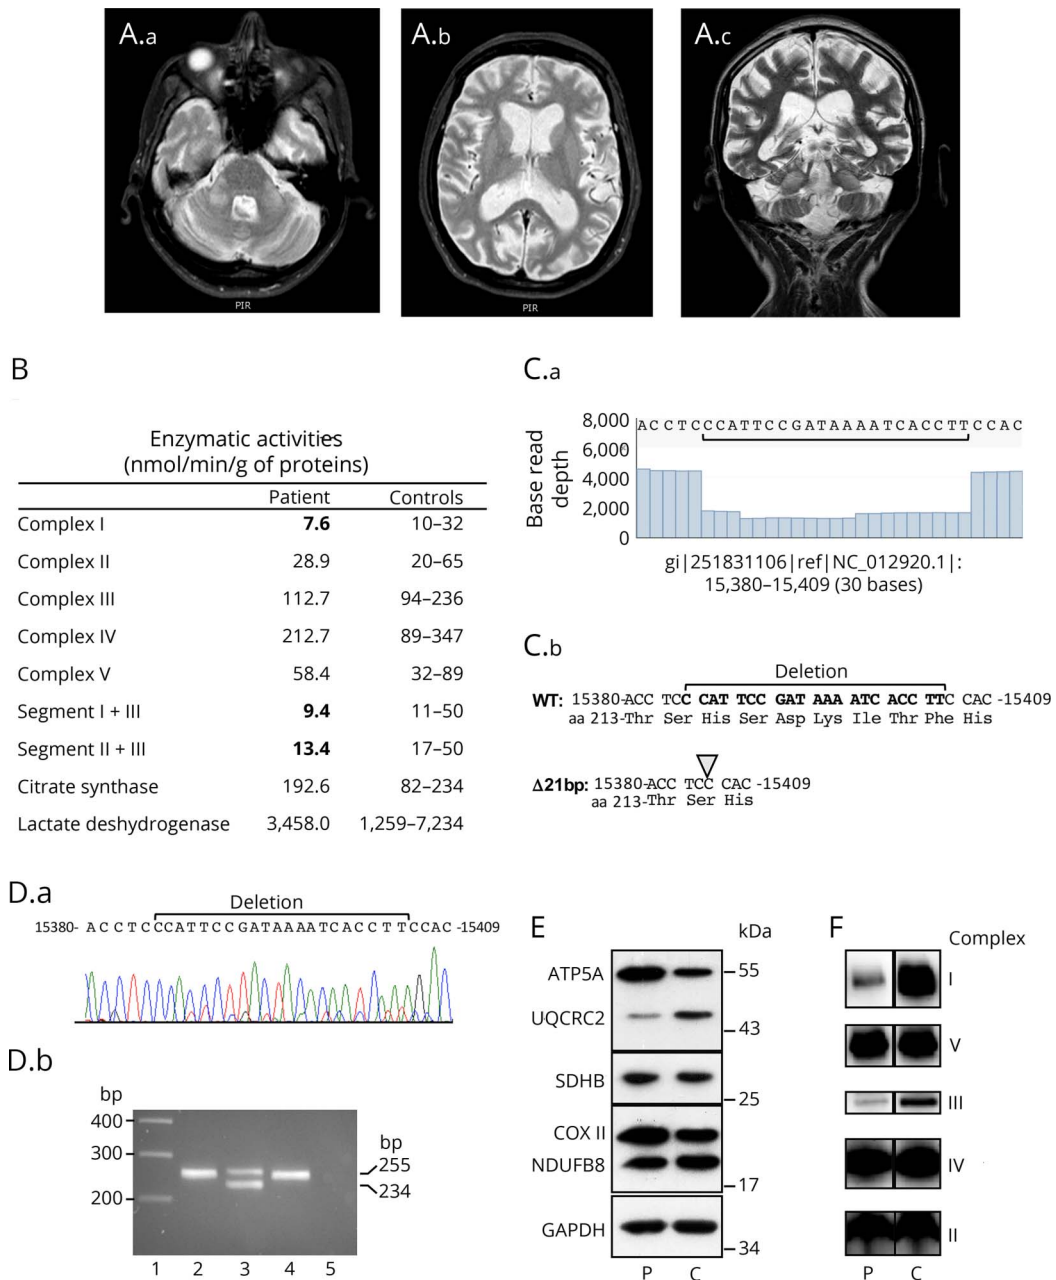 A.a
A.b
A.c
PIR
PIR
B
Enzymatic activities
(nmol/min/g of proteins)
Patient Controls
Complex I 7.6 10–32
Complex II 28.9 20–65
Complex III 112.7 94–236
Complex IV 212.7 89–347
Complex V 58.4 32–89
Segment I + III 9.4 11–50
Segment II + III 13.4 17–50
Citrate synthase 192.6 82–234
Lactate deshydrogenase 3,458.0 1,259–7,234
C.a
Base read
depth
8,000
6,000
4,000
2,000
0
ACCTCCCATTCCGATAAAATCACCTTCCAC
gi|251831106|ref|NC_012920.1|:
15,380–15,409 (30 bases)
C.b
Deletion
WT: 15380-ACC TCC CAT TCC GAT AAA ATC ACC TTC CAC -15409
aa 213-Thr Ser His Ser Asp Lys Ile Thr Phe His
Δ21bp: 15380-ACC TCC CAC -15409
aa 213-Thr Ser His
D.a
Deletion
15380- ACCTCCCATTCCGATAAAATCACCTTCCAC -15409
D.b
bp
400
300
200
bp
255
234
1 2 3 4 5
E
kDa
ATP5A
55
UQCRC2
43
SDHB
25
COX II
NDUFB8
17
GAPDH
34
P C
F
Complex
I
V
III
IV
II
P C